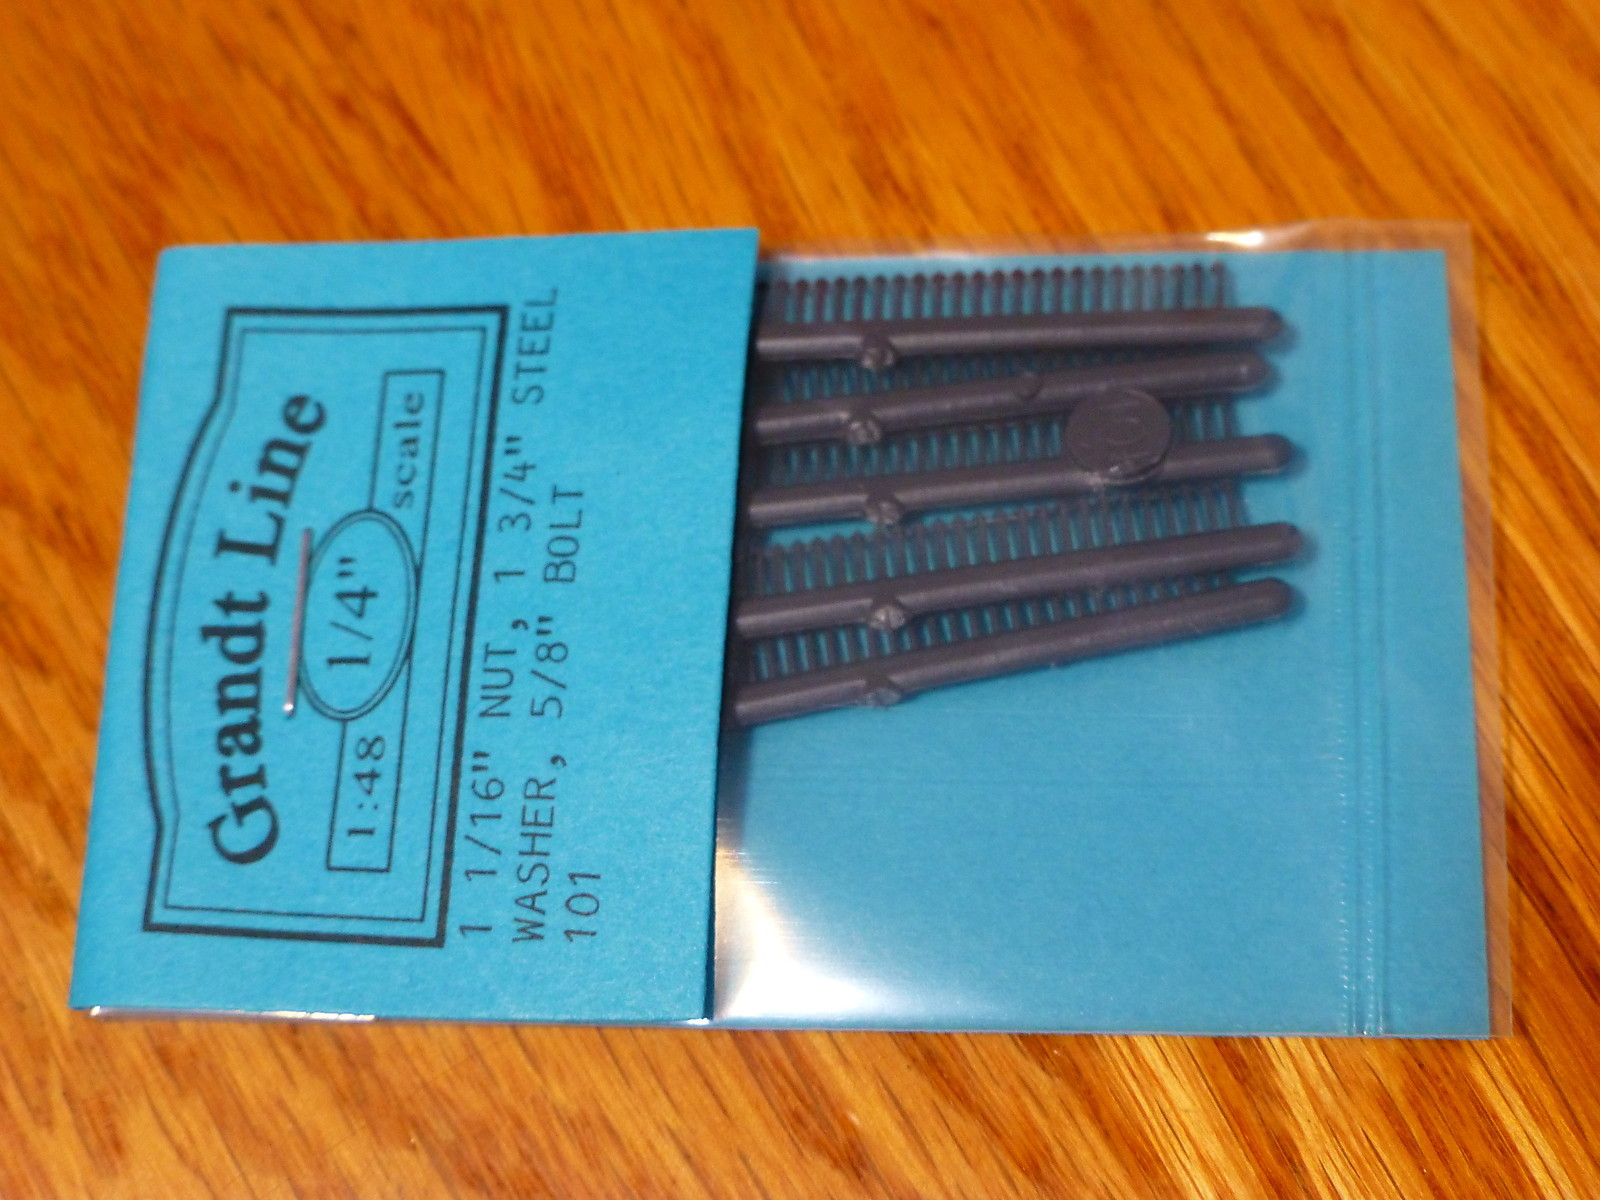 Grandt Line
1/4"
1:48 scale
1 1/16" NUT, 1 3/4" STEEL
WASHER, 5/8" BOLT
101
101